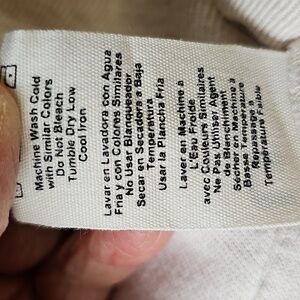 Machine Wash Cold
with Similar Colors
Do Not Bleach
Tumble Dry Low
Cool Iron
Lavar en Lavadora con Agua
Fria y con Colores Similares
No Usar Blanqueador
Secar en Secadora a Baja
Temperatura
Usar la Plancha Fria
Laver en Machine à
L'Eau Froide
avec Couleurs Similaires
Ne Pas Utiliser Agent
de Blanchiment
Sécher en Machine à
Basse Température
Repassage à
Température Faible